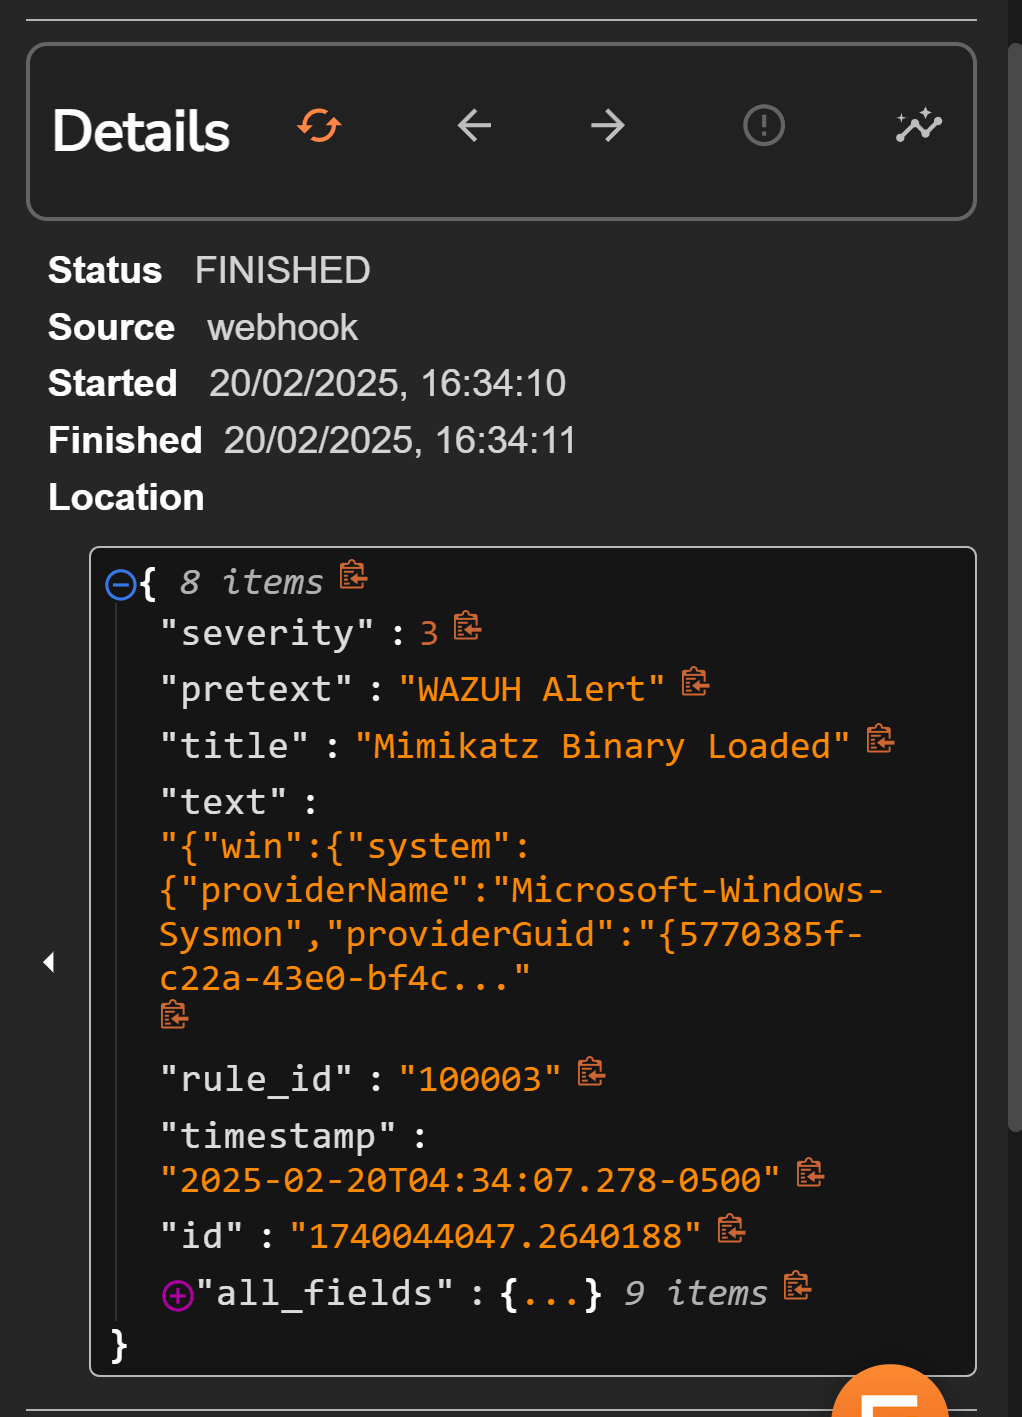 Details
Status FINISHED
Source webhook
Started 20/02/2025, 16:34:10
Finished 20/02/2025, 16:34:11
Location
{ 8 items
"severity" : 3
"pretext" : "WAZUH Alert"
"title" : "Mimikatz Binary Loaded"
"text" :
"{"win":{"system":
{"providerName":"Microsoft-Windows-
Sysmon","providerGuid":"{5770385f-
c22a-43e0-bf4c..."
"rule_id" : "100003"
"timestamp" :
"2025-02-20T04:34:07.278-0500"
"id" : "1740044047.2640188"
"all_fields" : {...} 9 items
}